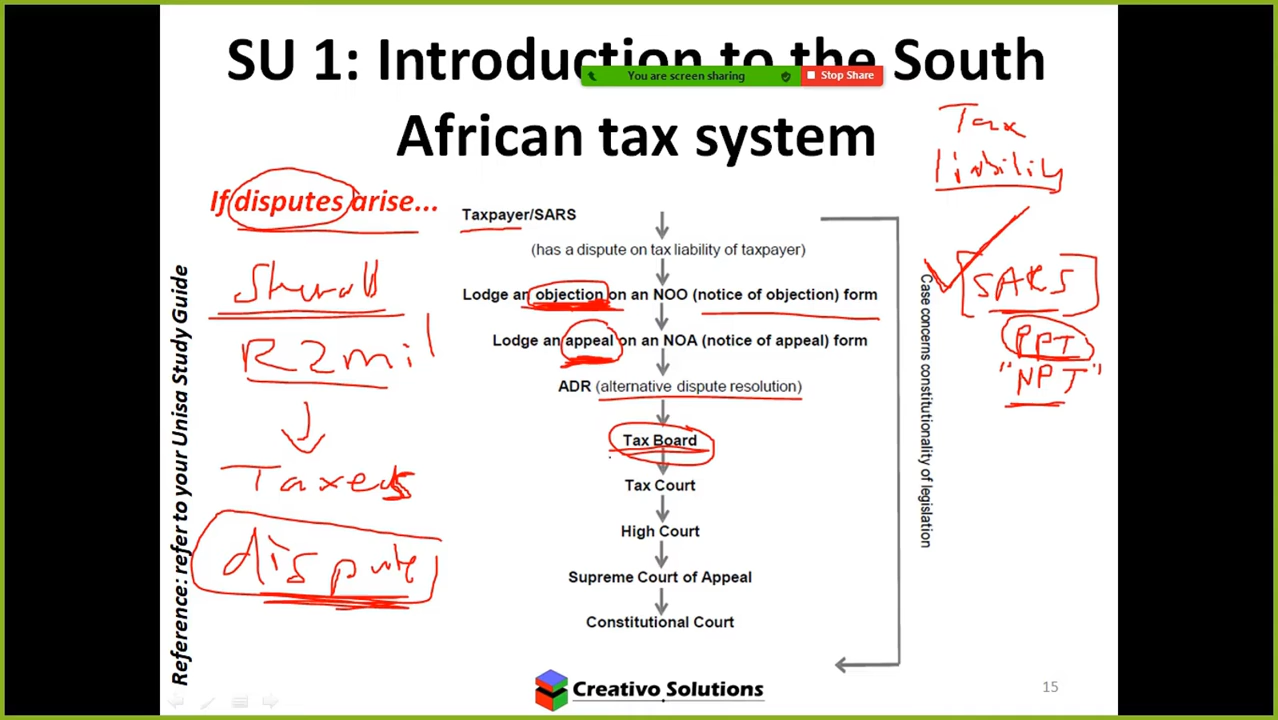 SU 1: Introduction to the South
You are screen sharing
Stop Share
African tax system
Tax
liability
If disputes arise...
Taxpayer/SARS
(has a dispute on tax liability of taxpayer)
Lodge an objection on an NOO (notice of objection) form
SARS
R2mil
Lodge an appeal on an NOA (notice of appeal) form
PPT
"NPT"
ADR (alternative dispute resolution)
Tax Board
Taxes
Tax Court
High Court
dispute
Supreme Court of Appeal
Constitutional Court
Case concerns constitutionality of legislation
Reference: refer to your Unisa Study Guide
Creativo Solutions
15